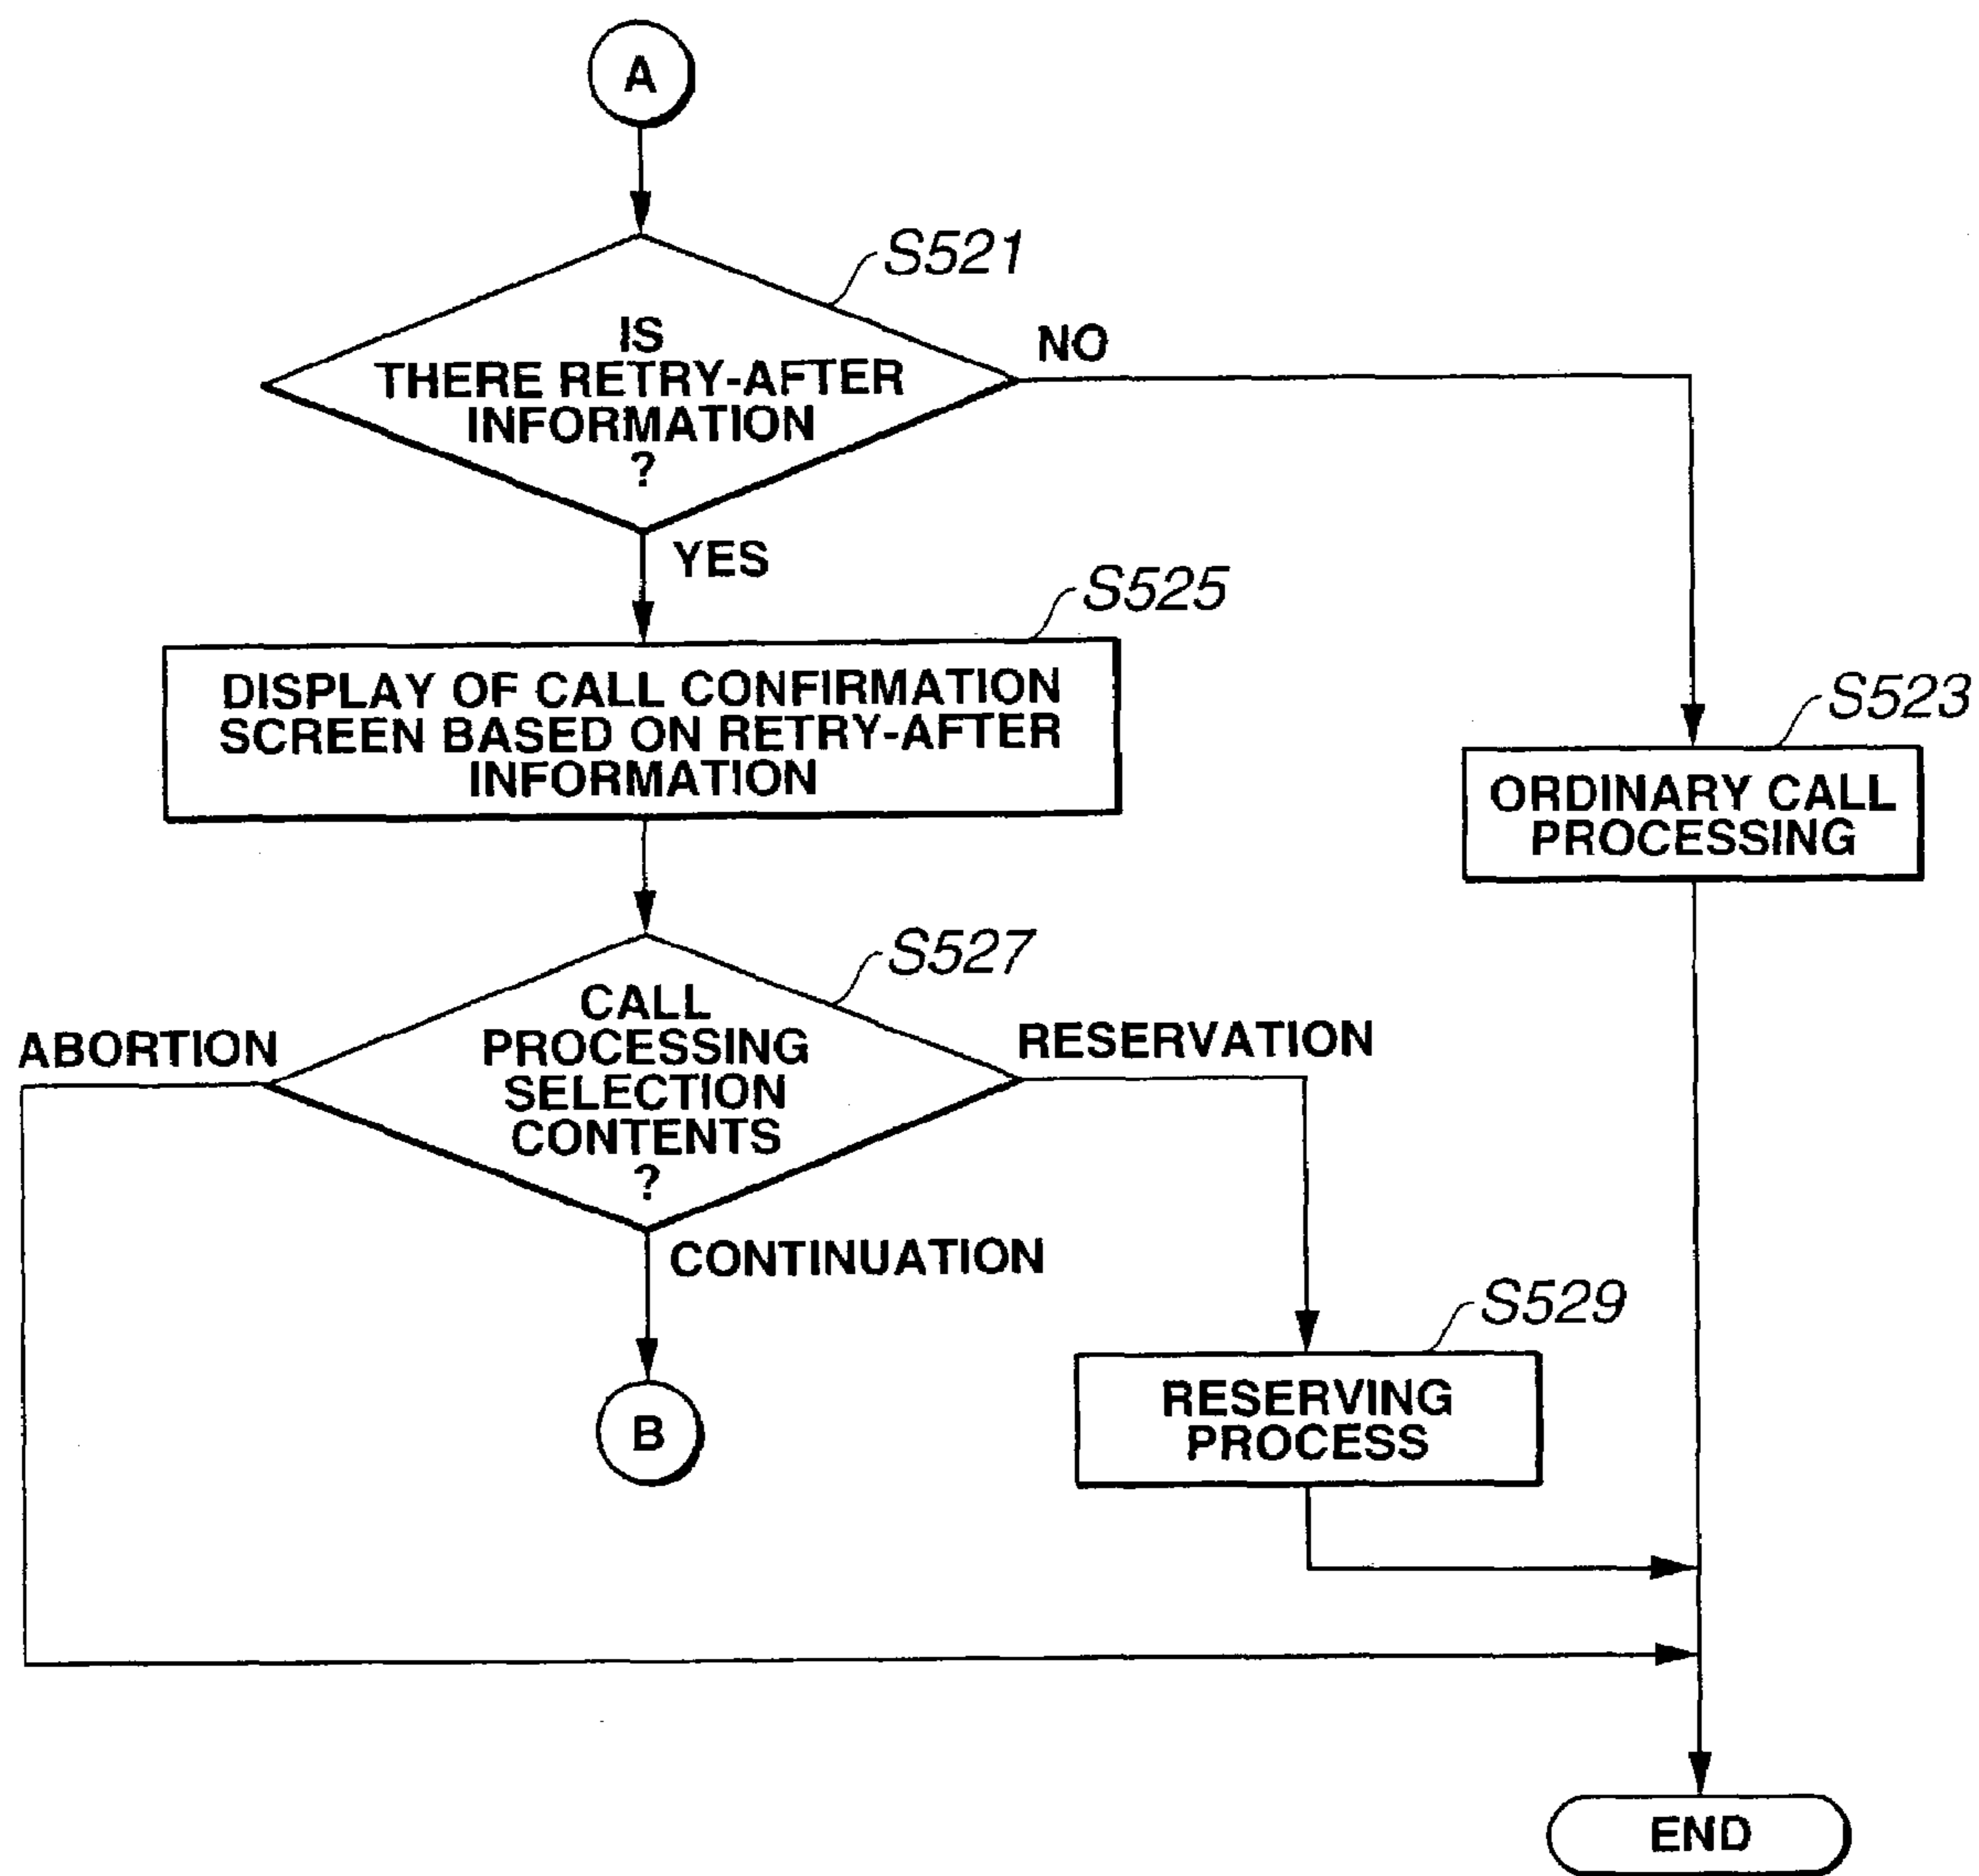 A
S521
IS
THERE RETRY-AFTER
INFORMATION
?
NO
YES
S525
DISPLAY OF CALL CONFIRMATION
SCREEN BASED ON RETRY-AFTER
INFORMATION
S523
ORDINARY CALL
PROCESSING
S527
CALL
PROCESSING
SELECTION
CONTENTS
?
ABORTION
RESERVATION
CONTINUATION
S529
B
RESERVING
PROCESS
END